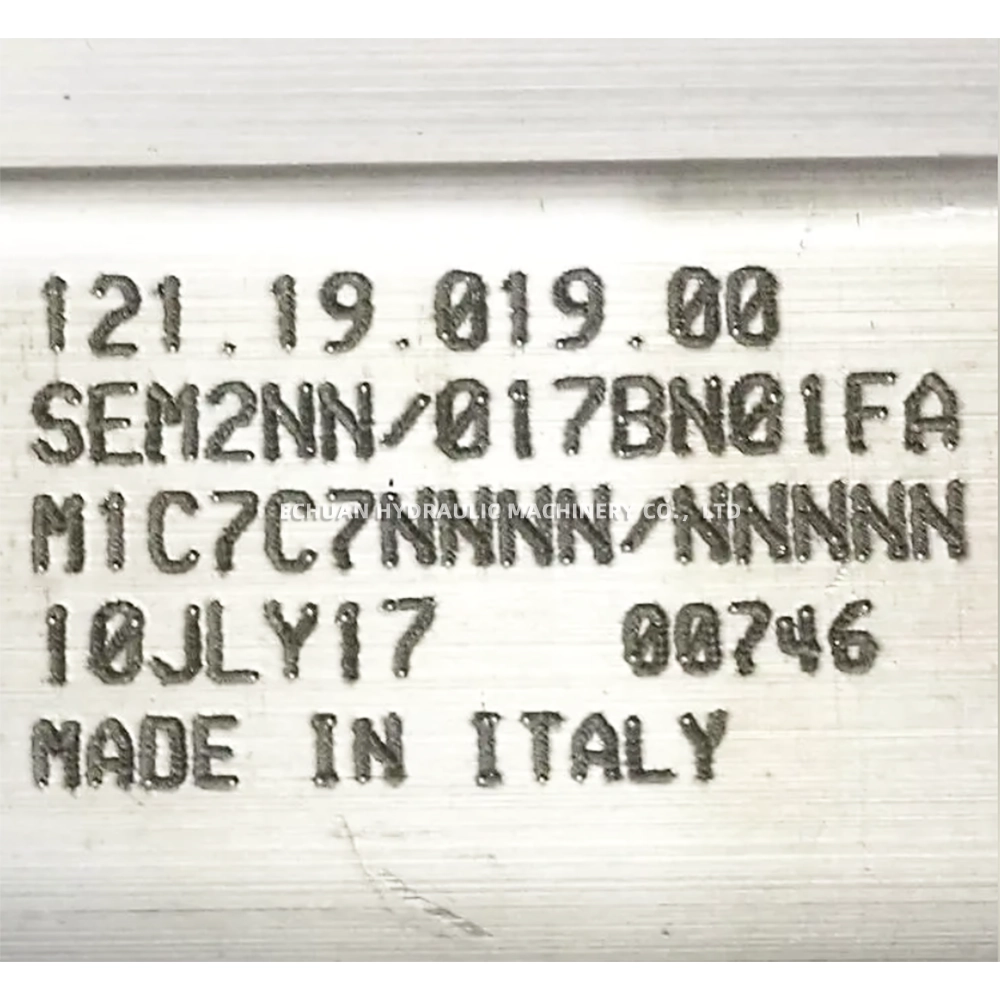 121.19.019.00
SEM2NN/017BN01FA
M1C7C7NNNN/NNNNN
ECHUAN HYDRAULIC MACHINERY CO., LTD
10JLY17 00746
MADE IN ITALY